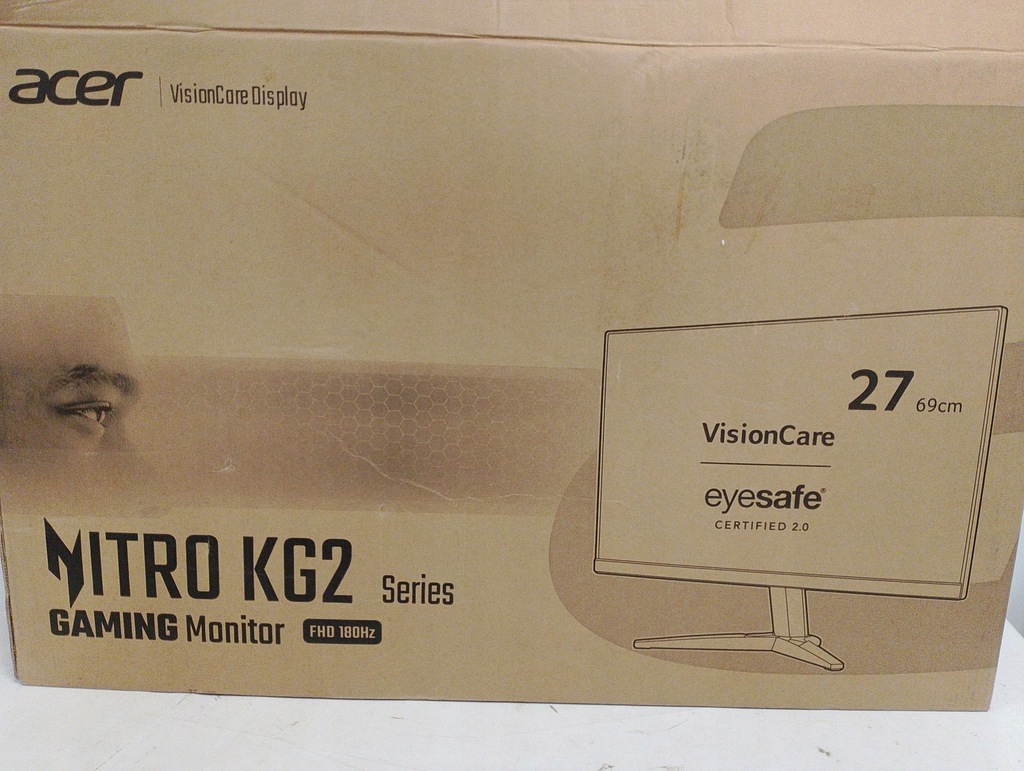 acer | VisionCare Display
27 69cm
VisionCare
eyesafe®
CERTIFIED 2.0
NITRO KG2 Series
GAMING Monitor FHD 180Hz